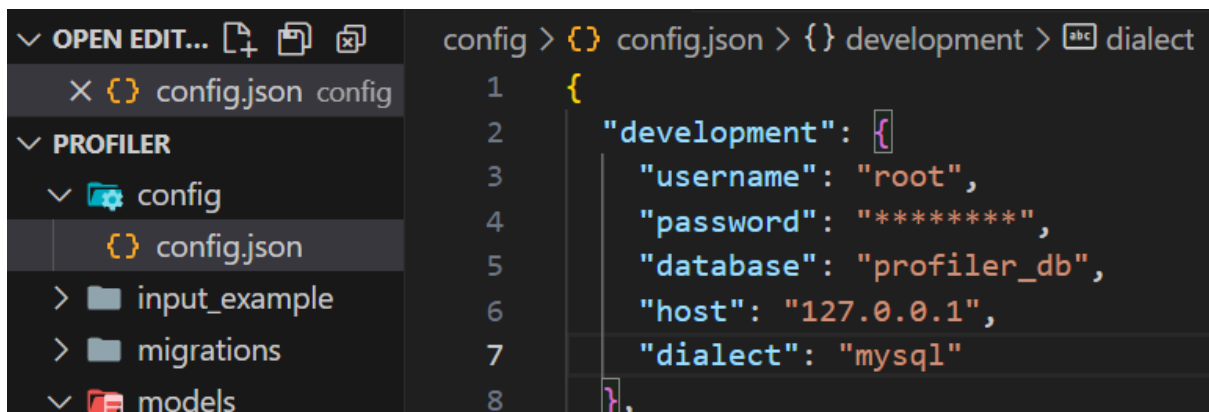 OPEN EDIT...
config.json config
PROFILER
config
config.json
input_example
migrations
models
config > {} config.json > {} development > abc dialect
1 {
2 "development": {
3 "username": "root",
4 "password": "********",
5 "database": "profiler_db",
6 "host": "127.0.0.1",
7 "dialect": "mysql"
8 },